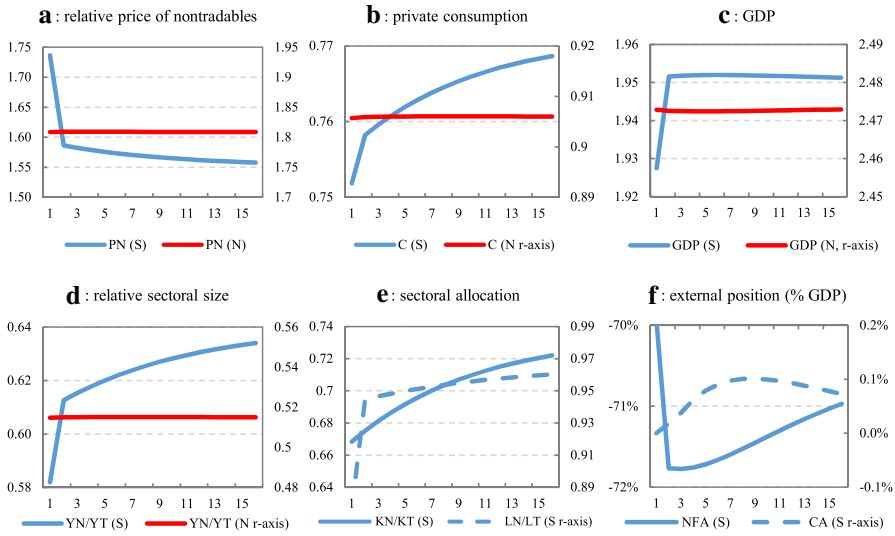 a : relative price of nontradables
1.75 1.95
1.70 1.9
1.65 1.85
1.60 1.8
1.55 1.75
1.50 1.7
1 3 5 7 9 11 13 15
PN (S) PN (N)
b : private consumption
0.77 0.92
0.91
0.76
0.9
0.75 0.89
1 3 5 7 9 11 13 15
C (S) C (N r-axis)
c : GDP
1.96 2.49
1.95 2.48
1.94 2.47
1.93 2.46
1.92 2.45
1 3 5 7 9 11 13 15
GDP (S) GDP (N, r-axis)
d : relative sectoral size
0.64 0.56
0.54
0.62
0.52
0.60
0.5
0.58 0.48
1 3 5 7 9 11 13 15
YN/YT (S) YN/YT (N r-axis)
e : sectoral allocation
0.74 0.99
0.72 0.97
0.7 0.95
0.68 0.93
0.66 0.91
0.64 0.89
1 3 5 7 9 11 13 15
KN/KT (S) LN/LT (S r-axis)
f : external position (% GDP)
-70% 0.2%
0.1%
-71%
0.0%
-72% -0.1%
1 3 5 7 9 11 13 15
NFA (S) CA (S r-axis)